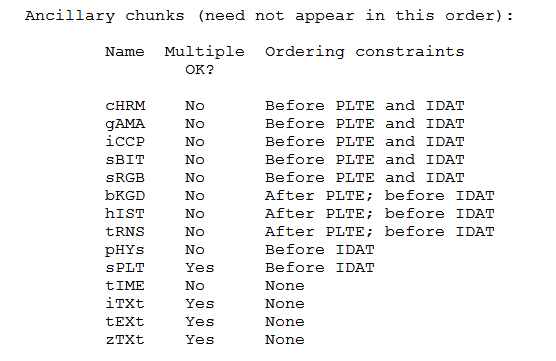 Ancillary chunks (need not appear in this order):
Name Multiple Ordering constraints
OK?
cHRM No Before PLTE and IDAT
gAMA No Before PLTE and IDAT
iCCP No Before PLTE and IDAT
sBIT No Before PLTE and IDAT
sRGB No Before PLTE and IDAT
bKGD No After PLTE; before IDAT
hIST No After PLTE; before IDAT
tRNS No After PLTE; before IDAT
pHYs No Before IDAT
sPLT Yes Before IDAT
tIME No None
iTXt Yes None
tEXt Yes None
zTXt Yes None